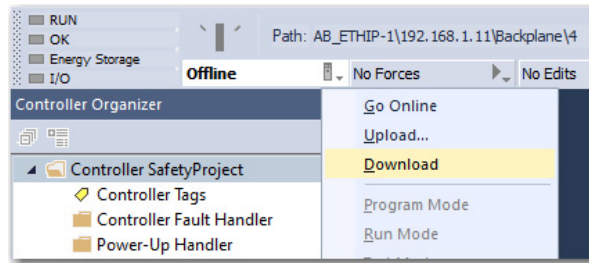 RUN
OK
Energy Storage
I/O
Path: AB_ETHIP-1\192.168.1.11\Backplane\4
Offline
No Forces
No Edits
Controller Organizer
Go Online
Upload...
Download
Program Mode
Run Mode
Controller SafetyProject
Controller Tags
Controller Fault Handler
Power-Up Handler